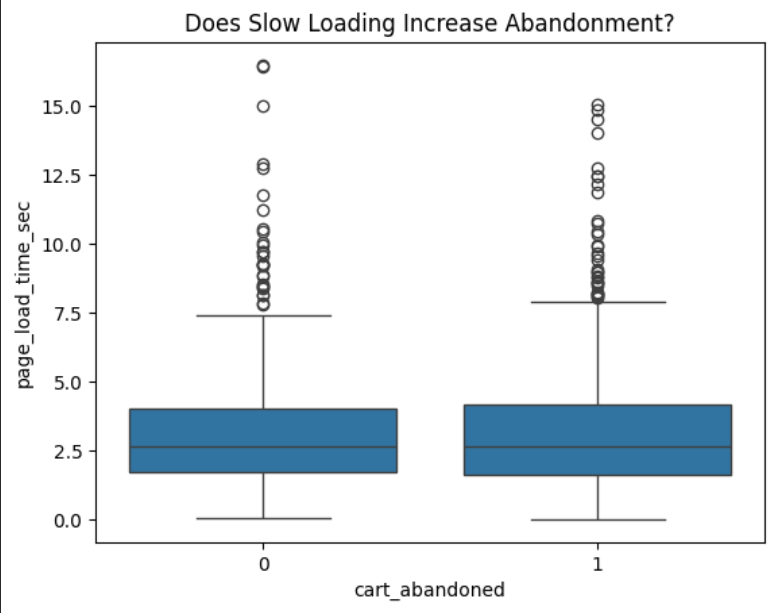 Does Slow Loading Increase Abandonment?
15.0
12.5
10.0
7.5
5.0
2.5
0.0
page_load_time_sec
0 1
cart_abandoned